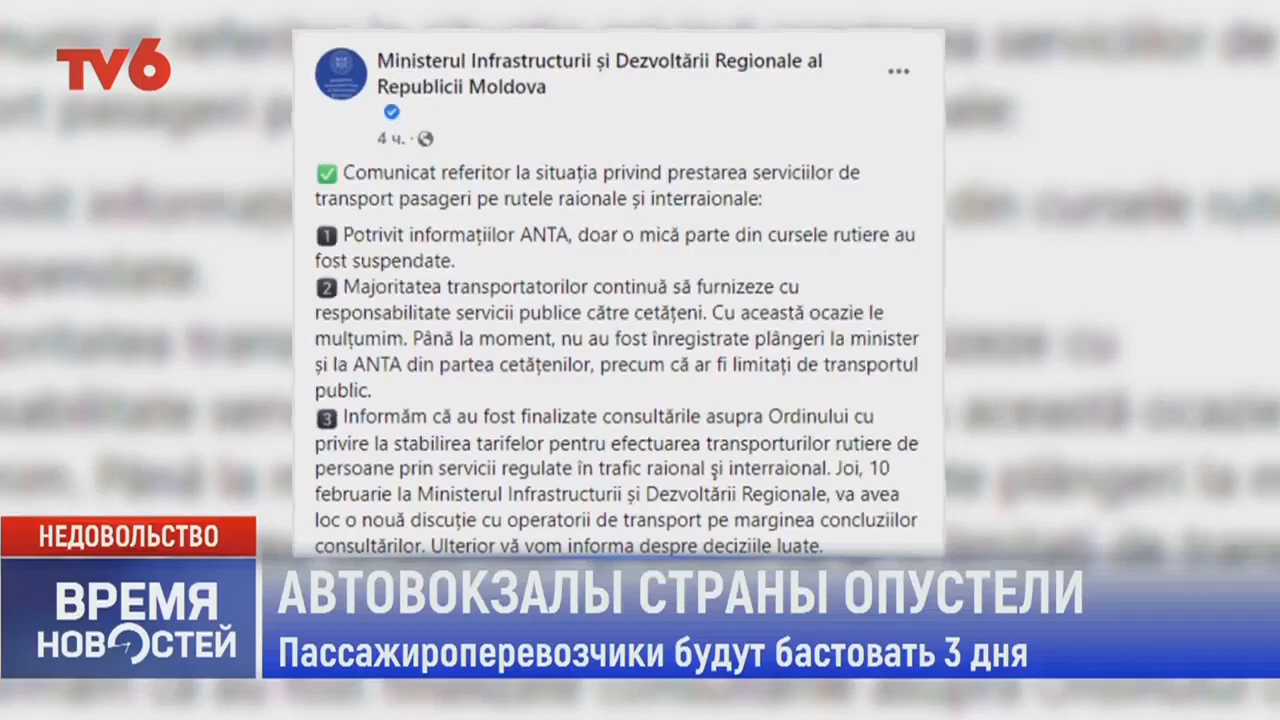 TV6
Ministerul Infrastructurii și Dezvoltării Regionale al
Republicii Moldova
4 ч. ·
Comunicat referitor la situația privind prestarea serviciilor de
transport pasageri pe rutele raionale și interraionale:
1 Potrivit informațiilor ANTA, doar o mică parte din cursele rutiere au
fost suspendate.
2 Majoritatea transportatorilor continuă să furnizeze cu
responsabilitate servicii publice către cetățeni. Cu această ocazie le
mulțumim. Până la moment, nu au fost înregistrate plângeri la minister
și la ANTA din partea cetățenilor, precum că ar fi limitați de transportul
public.
3 Informăm că au fost finalizate consultările asupra Ordinului cu
privire la stabilirea tarifelor pentru efectuarea transporturilor rutiere de
persoane prin servicii regulate în trafic raional şi interraional. Joi, 10
februarie la Ministerul Infrastructurii și Dezvoltării Regionale, va avea
loc o nouă discuție cu operatorii de transport pe marginea concluziilor
consultărilor. Ulterior vă vom informa despre deciziile luate.
НЕДОВОЛЬСТВО
ВРЕМЯ
НОВОСТЕЙ
АВТОВОКЗАЛЫ СТРАНЫ ОПУСТЕЛИ
Пассажироперевозчики будут бастовать 3 дня